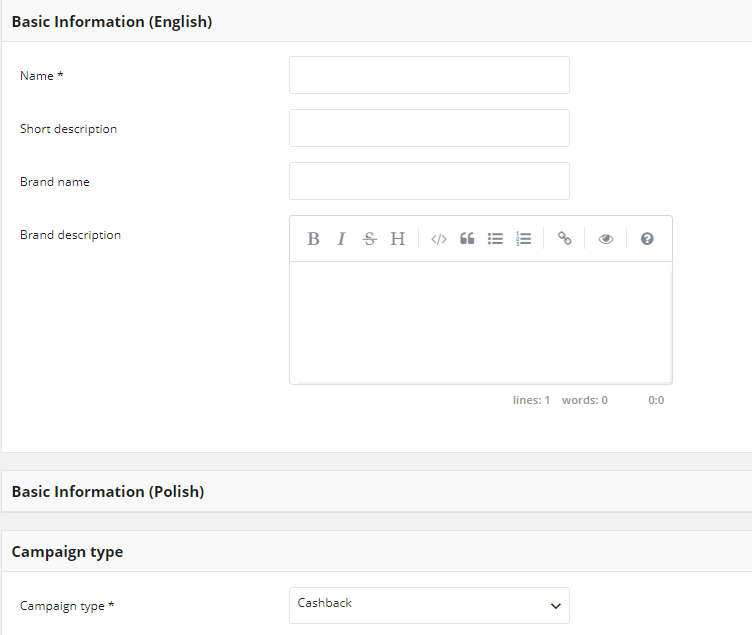 Basic Information (English)
Name *
Short description
Brand name
Brand description
B I S H </> “
lines: 1 words: 0 0:0
Basic Information (Polish)
Campaign type
Campaign type * Cashback